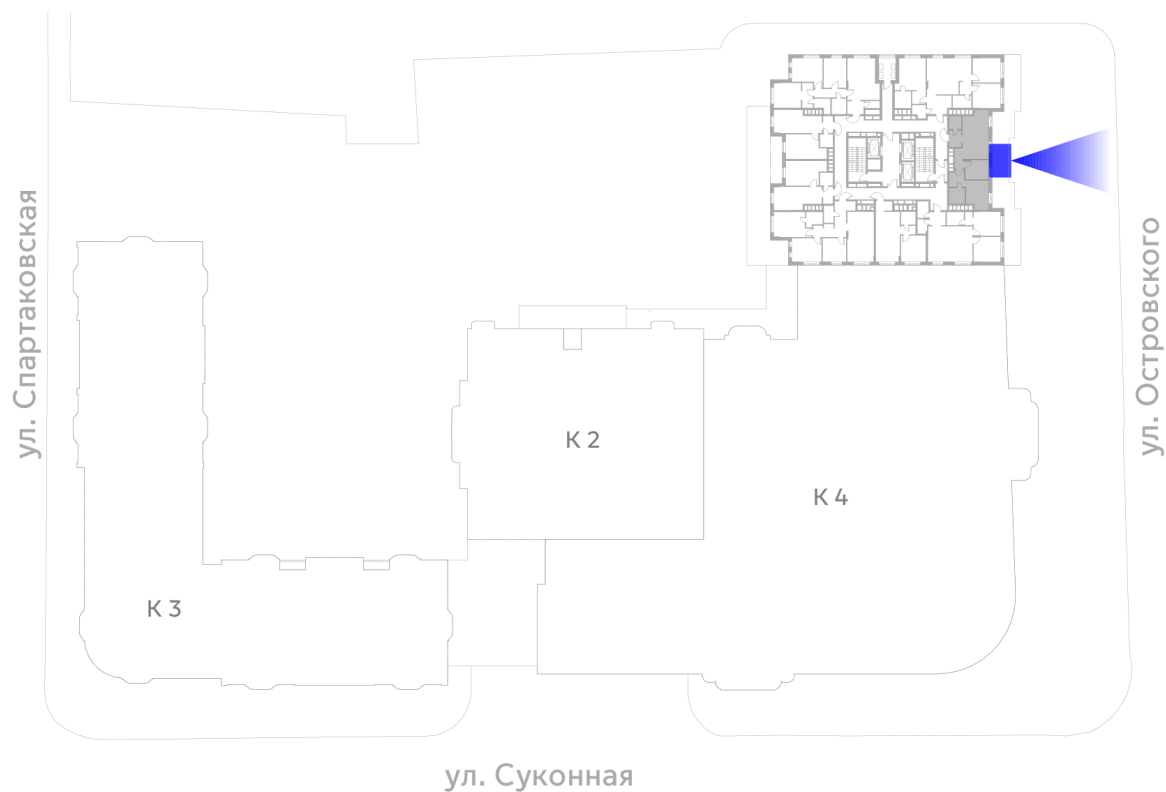 ул. Спартаковская
ул. Островского
К 2
К 4
К 3
ул. Суконная